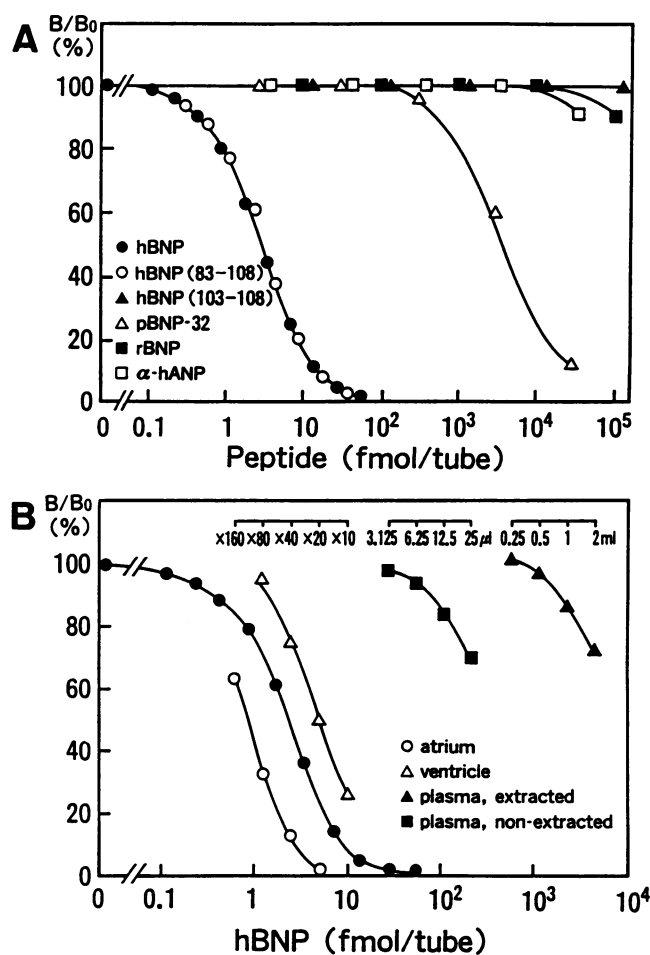 A
B/B0
(%)
100
80
60
40
20
0
hBNP
hBNP (83-108)
hBNP (103-108)
pBNP-32
rBNP
α-hANP
0 0.1 1 10 10² 10³ 10⁴ 10⁵
Peptide (fmol/tube)
B
B/B0
(%)
×160 ×80 ×40 ×20 ×10 3.125 6.25 12.5 25 µl 0.25 0.5 1 2 ml
100
80
60
40
20
0
atrium
ventricle
plasma, extracted
plasma, non-extracted
0 0.1 1 10 10² 10³ 10⁴
hBNP (fmol/tube)